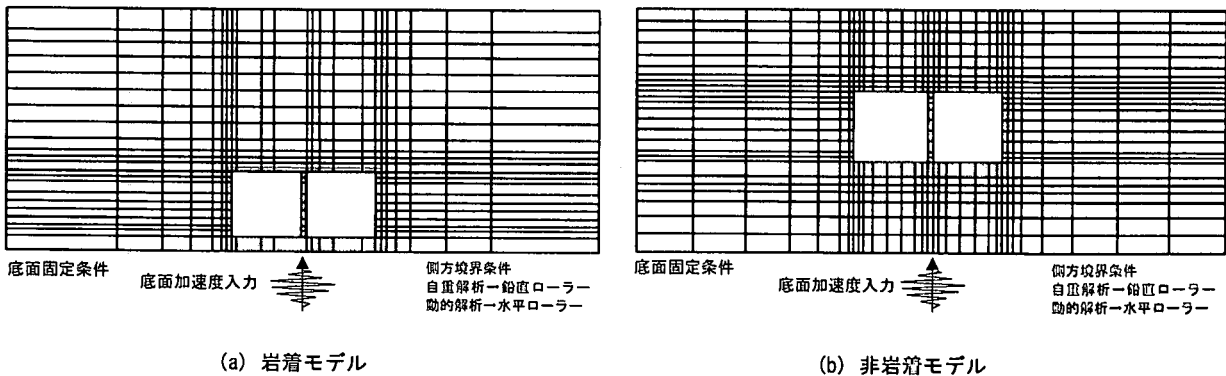 底面固定条件
底面加速度入力
側方境界条件
自重解析→鉛直ローラー
動的解析→水平ローラー
(a) 岩着モデル
底面固定条件
底面加速度入力
側方境界条件
自重解析→鉛直ローラー
動的解析→水平ローラー
(b) 非岩着モデル